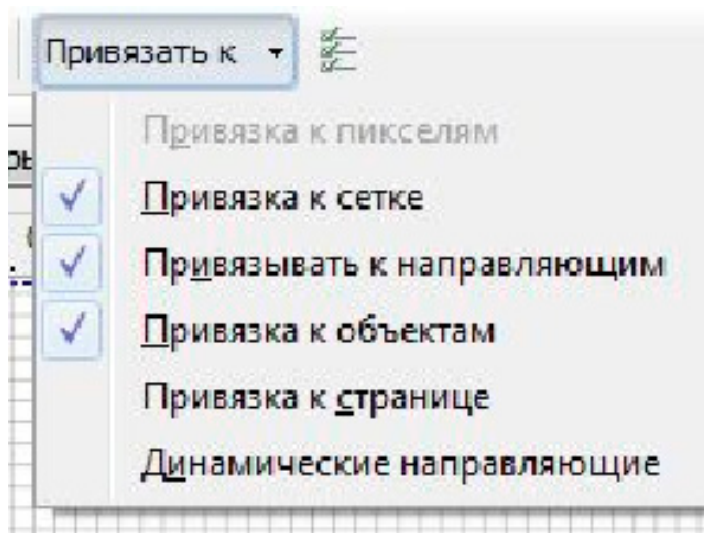 Привязать к
Привязка к пикселям
Привязка к сетке
Привязывать к направляющим
Привязка к объектам
Привязка к странице
Динамические направляющие